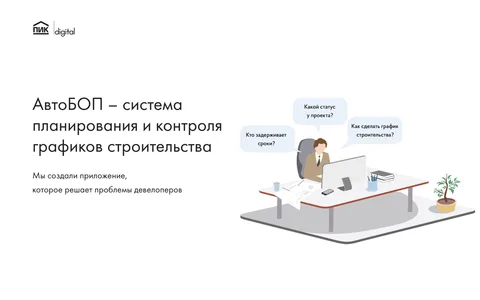 ПИК
digital
АвтоБОП – система
планирования и контроля
графиков строительства
Мы создали приложение,
которое решает проблемы девелоперов
Какой статус
у проекта?
Кто задерживает
сроки?
Как сделать график
строительства?